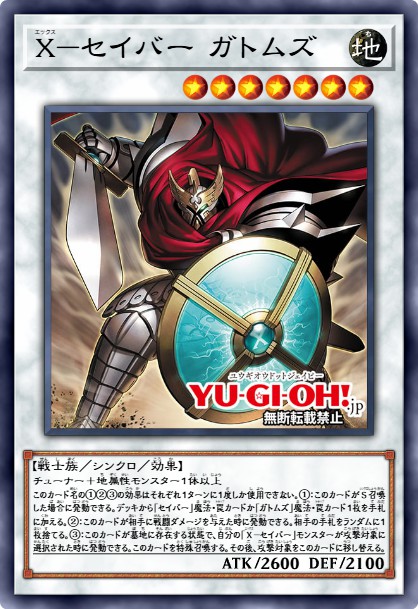 エックス
X－セイバー ガトムズ
地
ユウギオウドットジェイピー
YU-GI-OH!.jp
無断転載禁止
【戦士族／シンクロ／効果】
チューナー＋地属性モンスター1体以上
このカード名の①②③の効果はそれぞれ1ターンに1度しか使用できない。①：このカードがS召喚
した場合に発動できる。デッキから「セイバー」魔法・罠カードか「ガトムズ」魔法・罠カード1枚を手札
に加える。②：このカードが相手に戦闘ダメージを与えた時に発動できる。相手の手札をランダムに1
枚捨てる。③：このカードが墓地に存在する状態で、自分の「X－セイバー」モンスターが攻撃対象に
選択された時に発動できる。このカードを特殊召喚する。その後、攻撃対象をこのカードに移し替える。
ATK/2600 DEF/2100